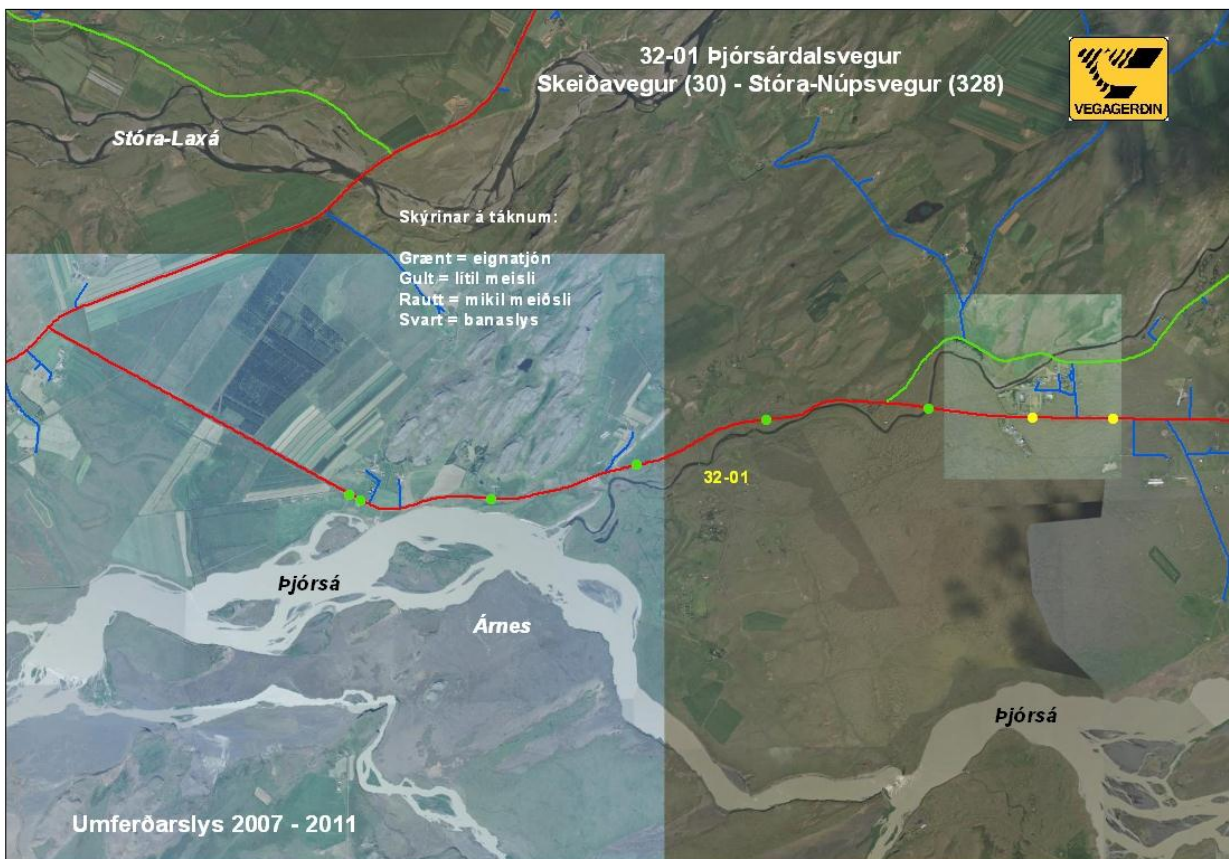 32-01 Þjórsárdalsvegur
Skeiðavegur (30) - Stóra-Núpsvegur (328)
VEGAGERÐIN
Stóra-Laxá
Skýrinar á táknum:
Grænt = eignatjón
Gult = lítil meisli
Rautt = mikil meiðsli
Svart = banaslys
32-01
Þjórsá
Árnes
Þjórsá
Umferðarslys 2007 - 2011